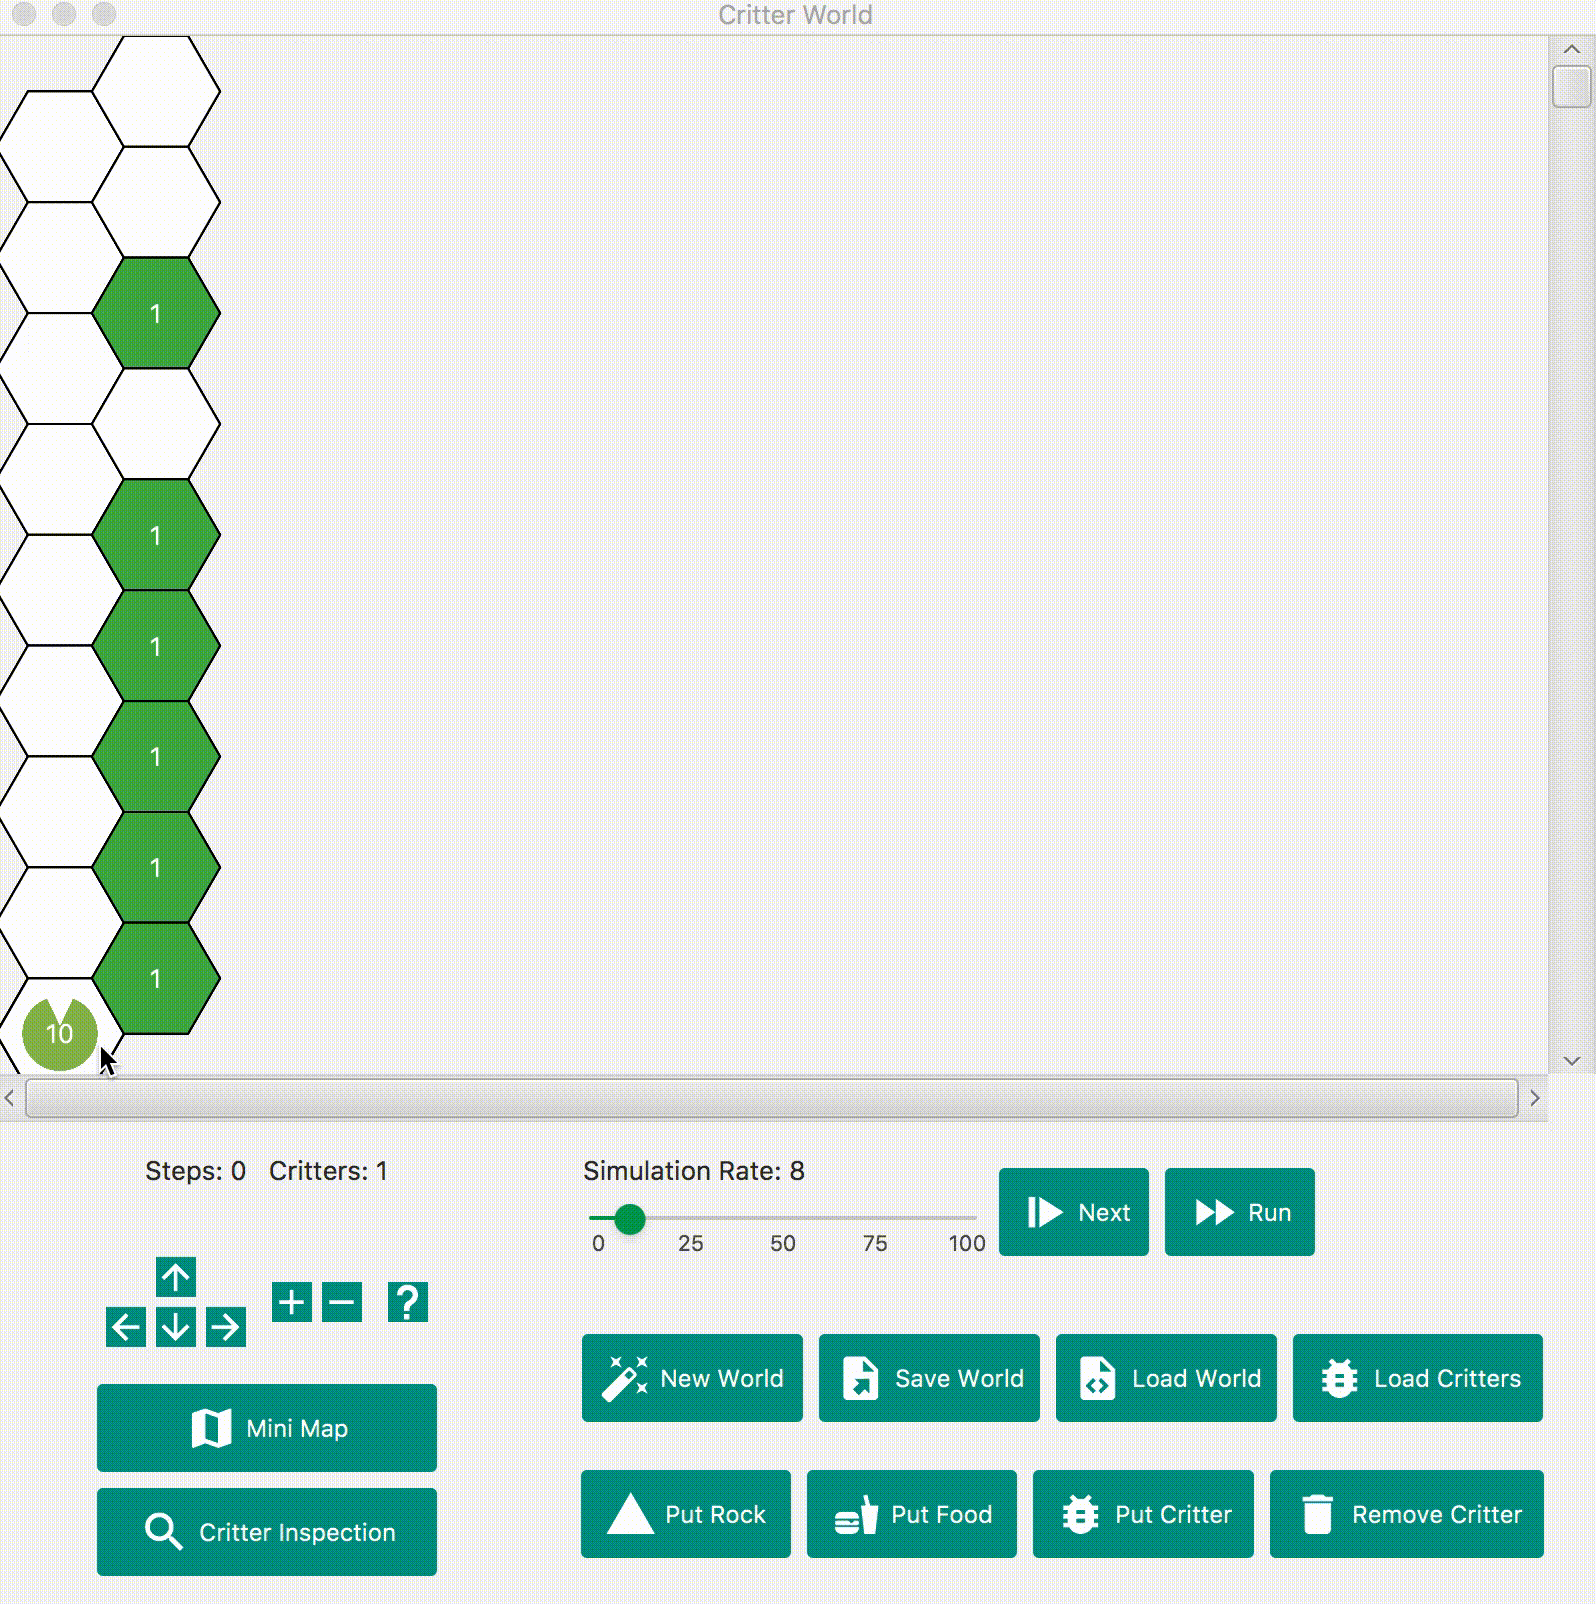 Critter World
1
1
1
1
1
1
10
Steps: 0 Critters: 1
Simulation Rate: 8
0 25 50 75 100
Next
Run
?
New World
Save World
Load World
Load Critters
Mini Map
Critter Inspection
Put Rock
Put Food
Put Critter
Remove Critter